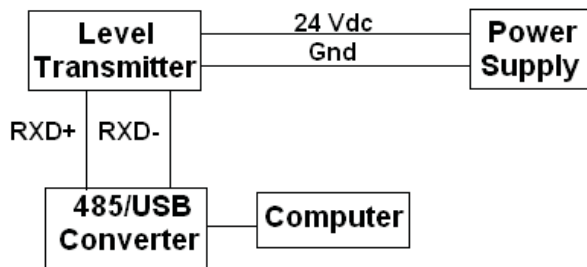 Level
Transmitter
24 Vdc
Gnd
Power
Supply
RXD+
RXD-
485/USB
Converter
Computer